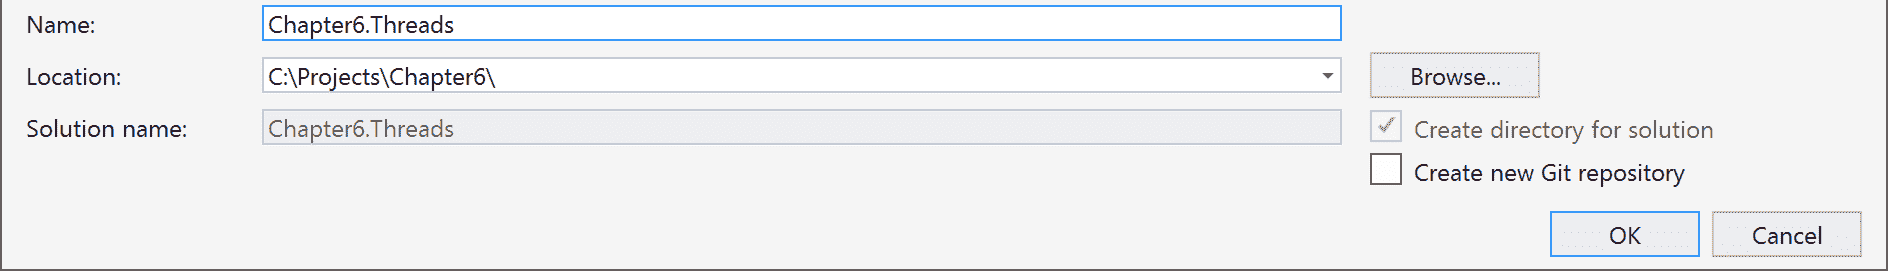 Name: Chapter6.Threads
Location: C:\Projects\Chapter6\ Browse...
Solution name: Chapter6.Threads Create directory for solution
Create new Git repository
OK Cancel